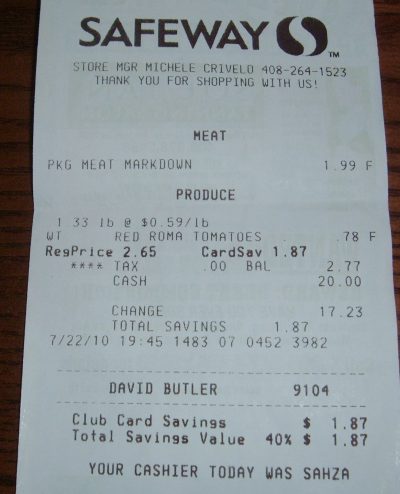 SAFEWAY TM
STORE MGR MICHELE CRIVELO 408-264-1523
THANK YOU FOR SHOPPING WITH US!
MEAT
PKG MEAT MARKDOWN 1.99 F
PRODUCE
1 33 lb @ $0.59/lb
WT RED ROMA TOMATOES .78 F
RegPrice 2.65 CardSav 1.87
**** TAX .00 BAL 2.77
CASH 20.00
CHANGE 17.23
TOTAL SAVINGS 1.87
7/22/10 19:45 1483 07 0452 3982
DAVID BUTLER 9104
Club Card Savings $ 1.87
Total Savings Value 40% $ 1.87
YOUR CASHIER TODAY WAS SAHZA